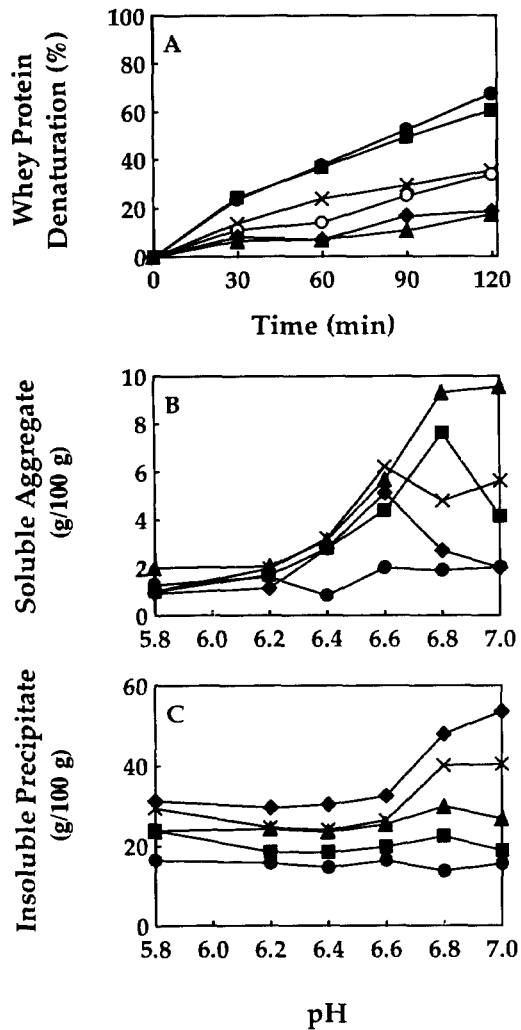 100
80
60
40
20
0
A
Whey Protein
Denaturation (%)
0 30 60 90 120
Time (min)
10
8
6
4
2
0
B
Soluble Aggregate
(g/100 g)
5.8 6.0 6.2 6.4 6.6 6.8 7.0
60
40
20
0
C
Insoluble Precipitate
(g/100 g)
5.8 6.0 6.2 6.4 6.6 6.8 7.0
pH